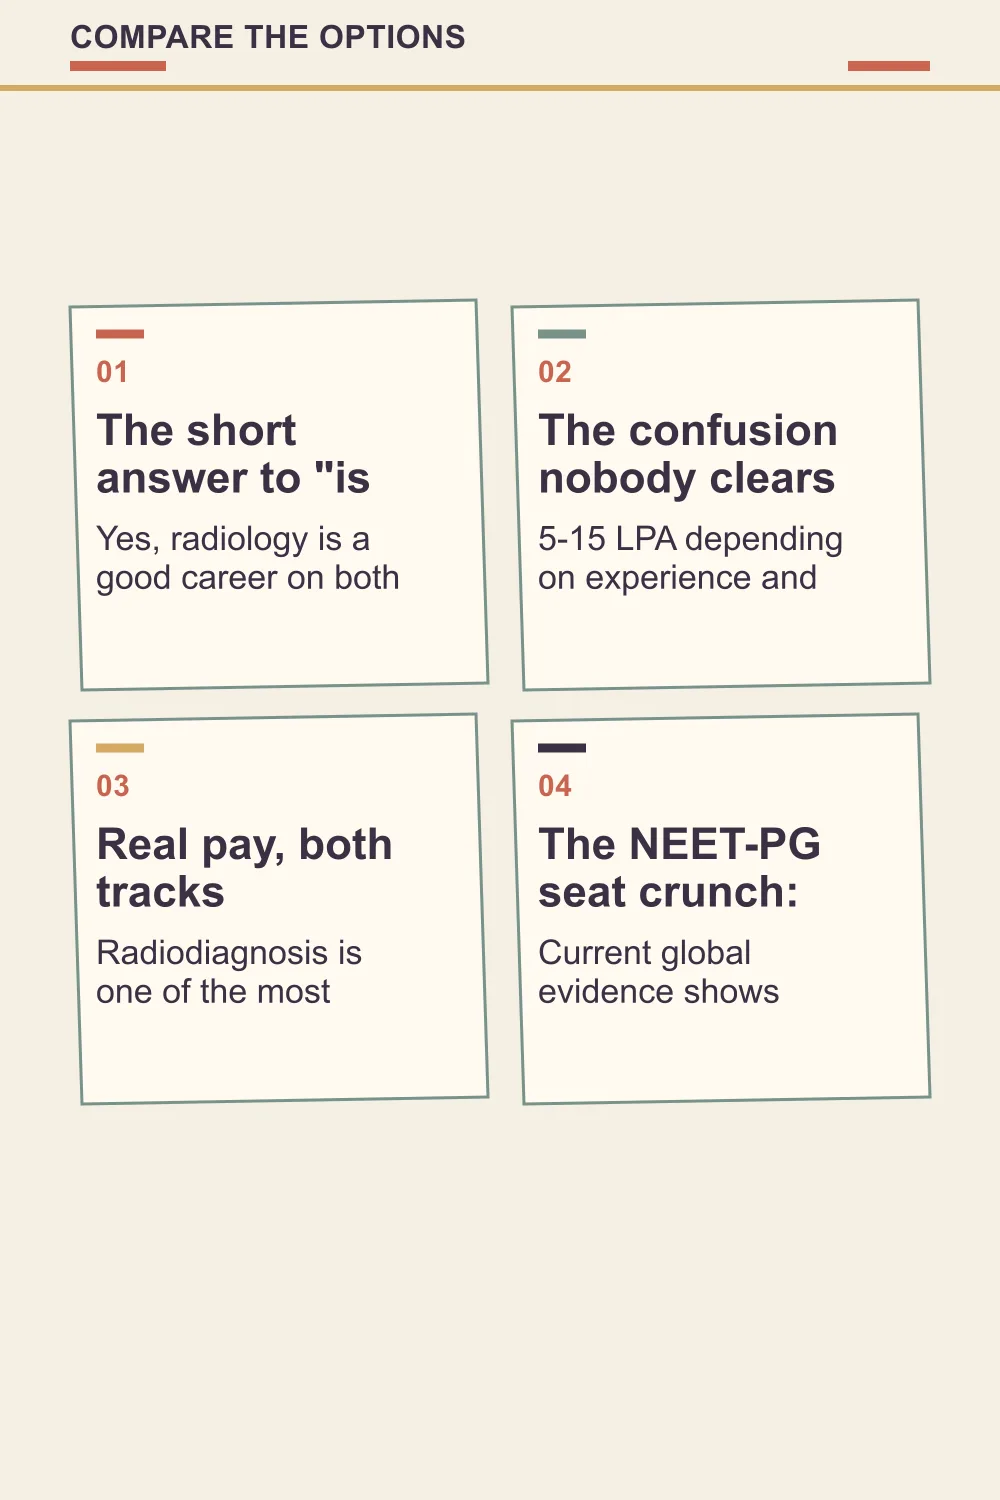 COMPARE THE OPTIONS
01
The short
answer to "is
Yes, radiology is a
good career on both
02
The confusion
nobody clears
5-15 LPA depending
on experience and
03
Real pay, both
tracks
Radiodiagnosis is
one of the most
04
The NEET-PG
seat crunch:
Current global
evidence shows